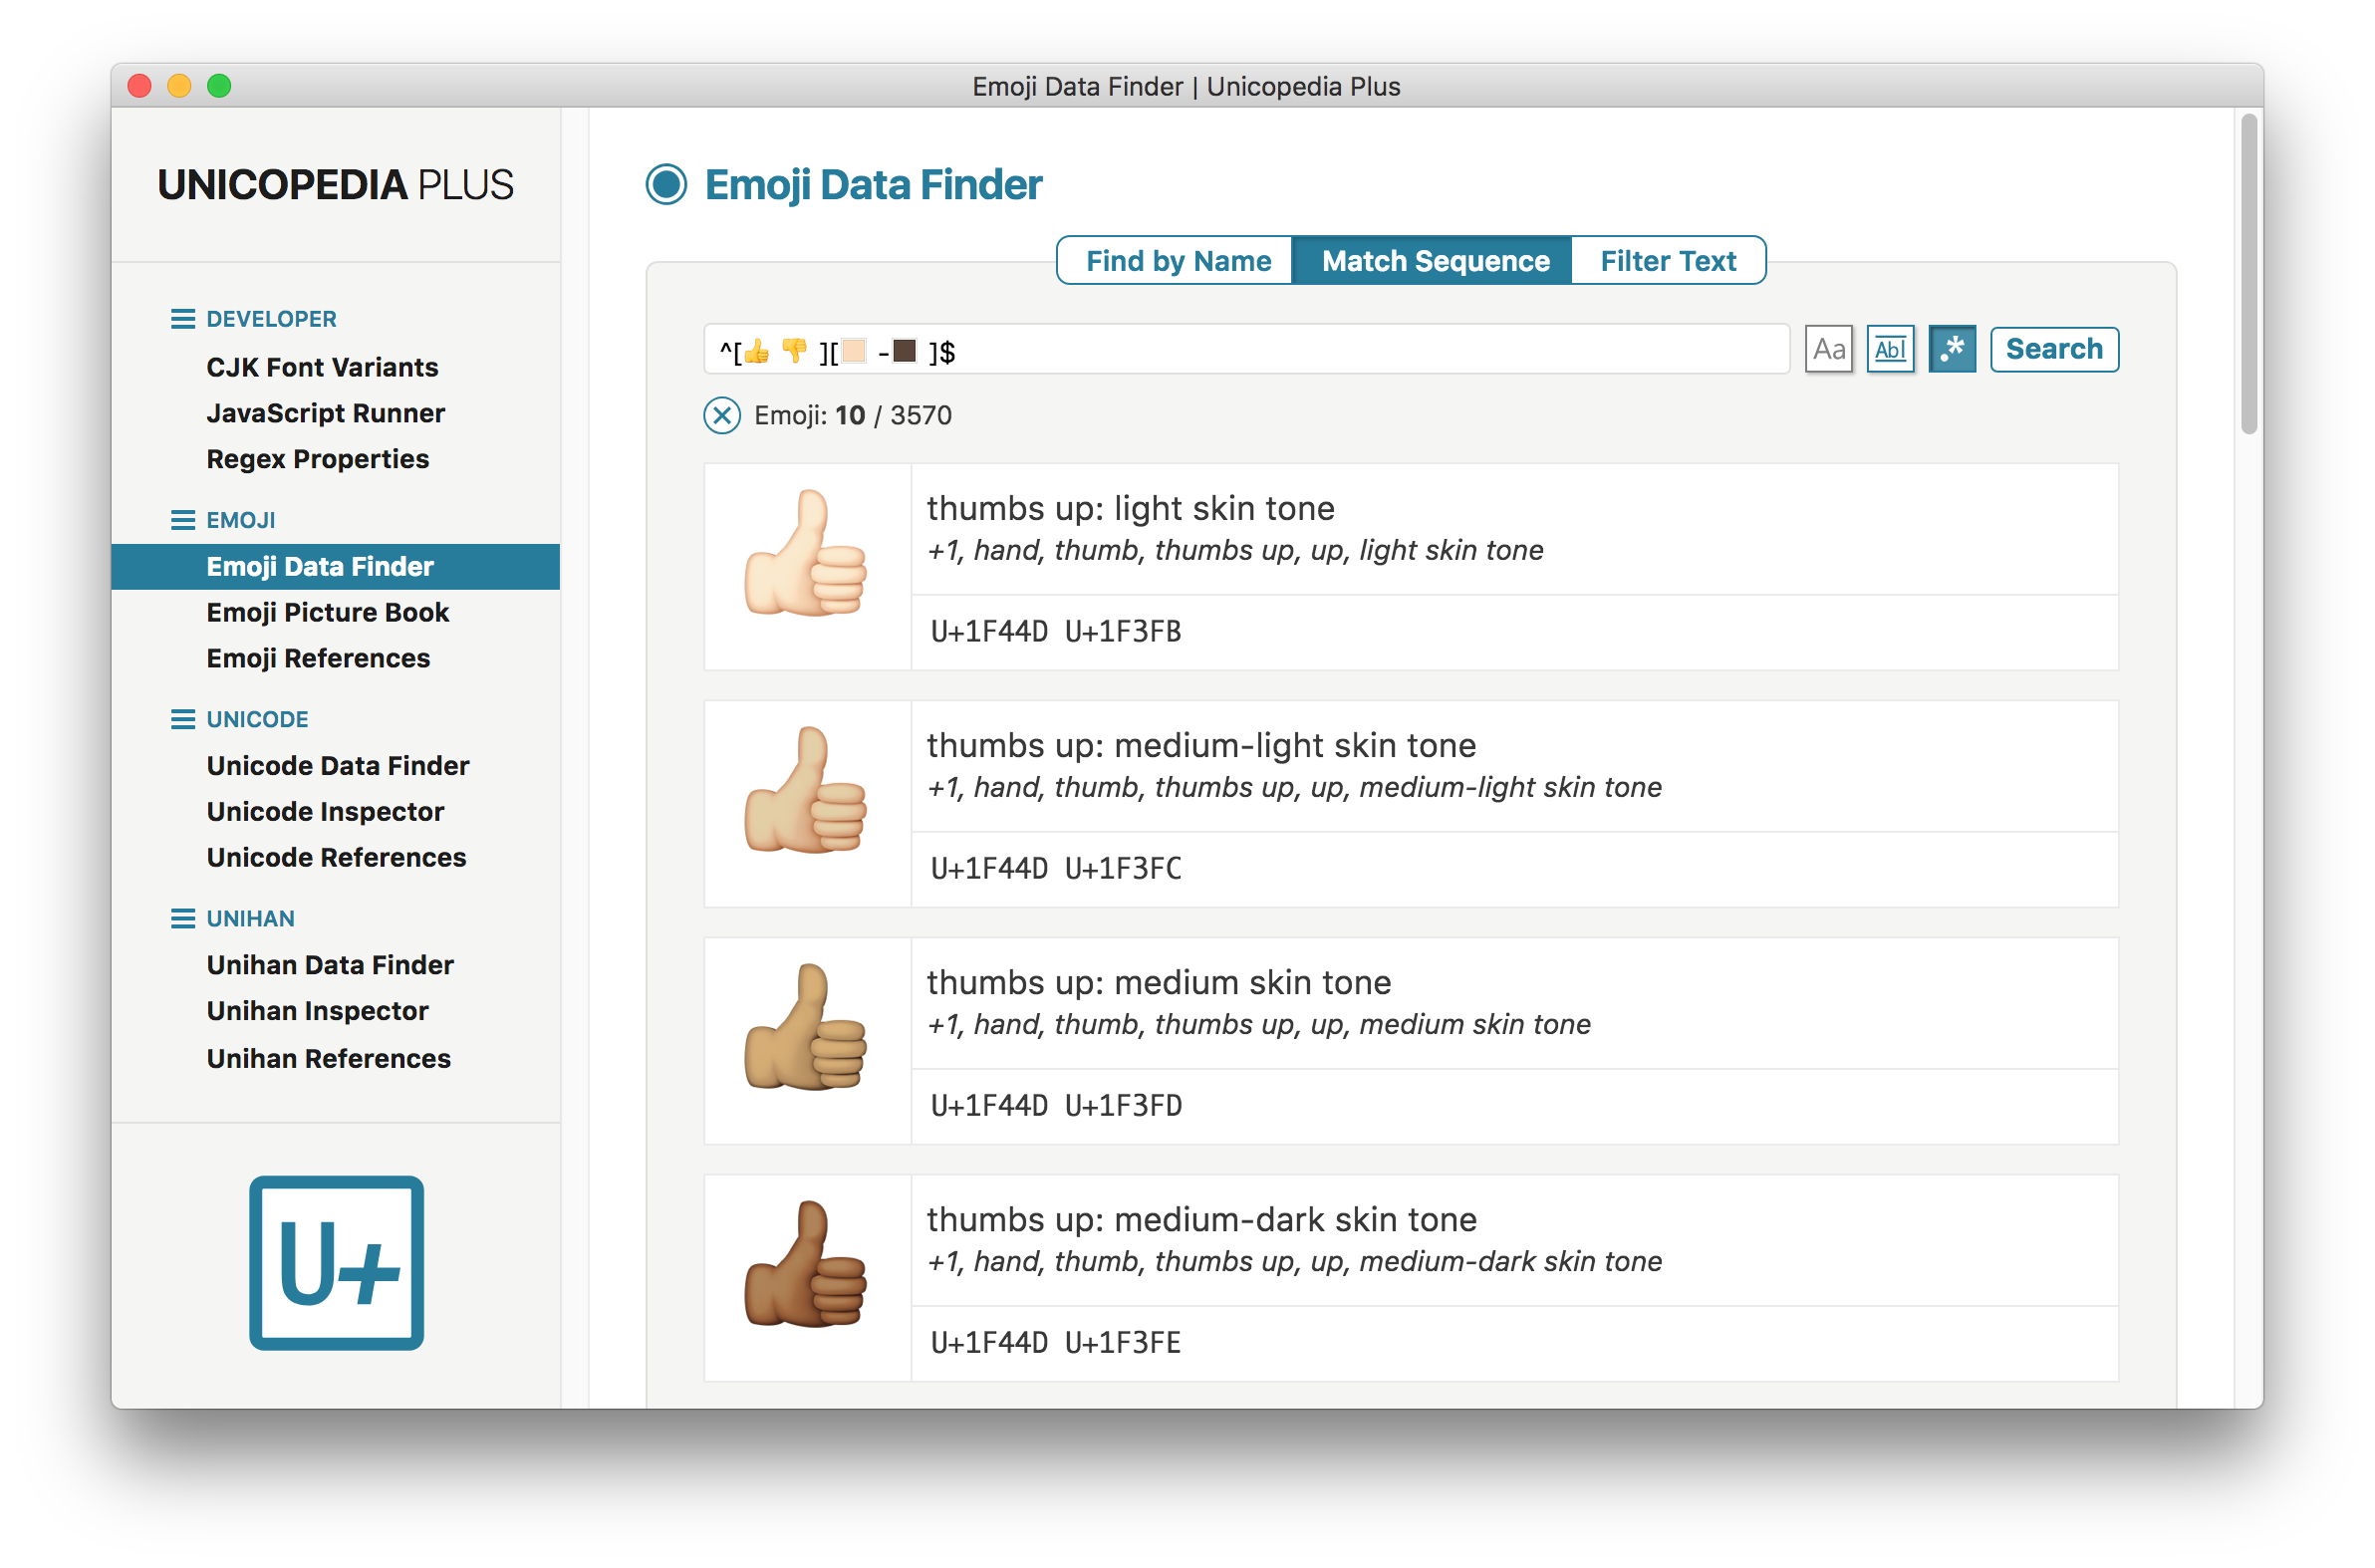 Emoji Data Finder | Unicopedia Plus
UNICOPEDIA PLUS
DEVELOPER
CJK Font Variants
JavaScript Runner
Regex Properties
EMOJI
Emoji Data Finder
Emoji Picture Book
Emoji References
UNICODE
Unicode Data Finder
Unicode Inspector
Unicode References
UNIHAN
Unihan Data Finder
Unihan Inspector
Unihan References
U+
Emoji Data Finder
Find by Name Match Sequence Filter Text
^[👍👎][🏻-🏿]$ Aa Abl .* Search
Emoji: 10 / 3570
thumbs up: light skin tone
+1, hand, thumb, thumbs up, up, light skin tone
U+1F44D U+1F3FB
thumbs up: medium-light skin tone
+1, hand, thumb, thumbs up, up, medium-light skin tone
U+1F44D U+1F3FC
thumbs up: medium skin tone
+1, hand, thumb, thumbs up, up, medium skin tone
U+1F44D U+1F3FD
thumbs up: medium-dark skin tone
+1, hand, thumb, thumbs up, up, medium-dark skin tone
U+1F44D U+1F3FE